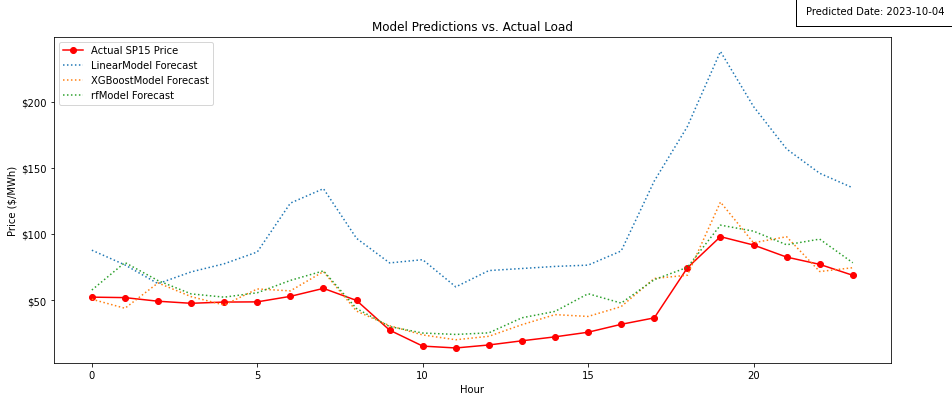 Predicted Date: 2023-10-04
Model Predictions vs. Actual Load
Actual SP15 Price
LinearModel Forecast
XGBoostModel Forecast
rfModel Forecast
$200
$150
$100
$50
Price ($/MWh)
0 5 10 15 20
Hour